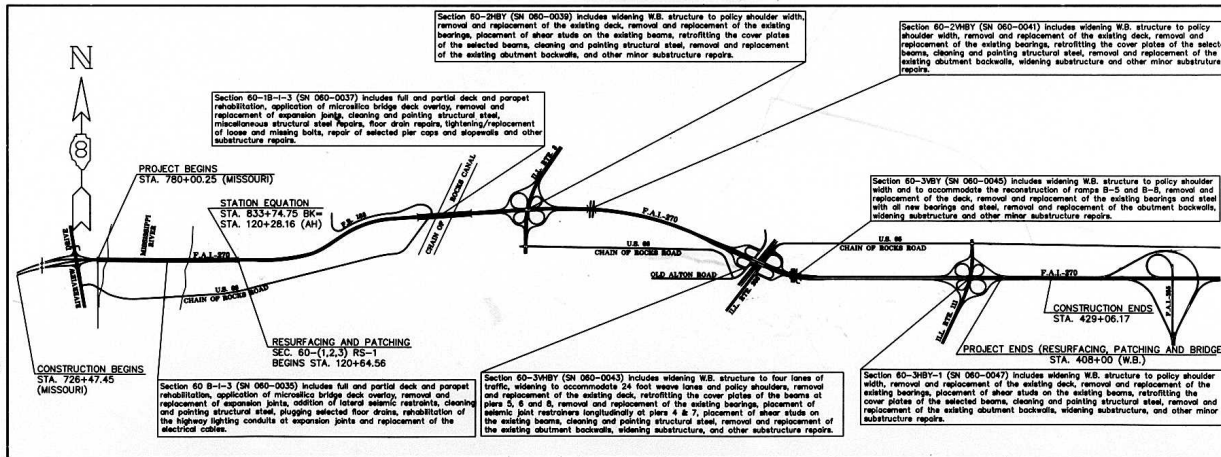 Section 60-2HBY (SN 060-0039) includes widening W.B. structure to policy shoulder width,
removal and replacement of the existing deck, removal and replacement of the existing
bearings, placement of shear studs on the existing beams, retrofitting the cover plates
of the selected beams, cleaning and painting structural steel, removal and replacement
of the existing abutment backwalls, and other minor substructure repairs.
Section 60-2VHBY (SN 060-0041) includes widening W.B. structure to policy
shoulder width, removal and replacement of the existing deck, removal and
replacement of the existing bearings, retrofitting the cover plates of the selecte
beams, cleaning and painting structural steel, removal and replacement of the
existing abutment backwalls, widening substructure and other minor substruture
repairs.
N
8
Section 60-1B-I-3 (SN 060-0037) includes full and partial deck and parapet
rehabilitation, application of microsilica bridge deck overlay, removal and
replacement of expansion joints, cleaning and painting structural steel,
miscellaneous structural steel repairs, floor drain repairs, tightening/replacement
of loose and missing bolts, repair of selected pier caps and slopewalls and other
substructure repairs.
PROJECT BEGINS
STA. 780+00.25 (MISSOURI)
STATION EQUATION
STA. 833+74.75 BK=
STA. 120+28.16 (AH)
CHAIN OF ROCKS CANAL
ILL. RTE 3
Section 60-3VBY (SN 060-0045) includes widening W.B. structure to policy shoulder
width and to accommodate the reconstruction of ramps B-5 and B-8, removal and
replacement of the deck, removal and replacement of the existing bearings and steel
with all new bearings and steel, removal and replacement of the abutment backwalls,
widening substructure and other minor substructure repairs.
RIVERVIEW
DRIVE
MISSISSIPPI
RIVER
F.A.I.-270
U.S. 66
CHAIN OF ROCKS ROAD
F.A.I.-270
U.S. 66
CHAIN OF ROCKS ROAD
OLD ALTON ROAD
U.S. 66
CHAIN OF ROCKS ROAD
F.A.I.-270
ILL. RTE 111
CONSTRUCTION ENDS
STA. 429+06.17
PROJECT ENDS (RESURFACING, PATCHING AND BRIDGE
STA. 408+00 (W.B.)
RESURFACING AND PATCHING
SEC. 60-(1,2,3) RS-1
BEGINS STA. 120+64.56
CONSTRUCTION BEGINS
STA. 726+47.45
(MISSOURI)
Section 60 B-I-3 (SN 060-0035) includes full and partial deck and parapet
rehabilitation, application of microsilica bridge deck overlay, removal and
replacement of expansion joints, addition of lateral seismic restraints, cleaning
and painting structural steel, plugging selected floor drains, rehabilitation of
the highway lighting conduits at expansion joints and replacement of the
electrical cables.
Section 60-3VHBY (SN 060-0043) includes widening W.B. structure to four lanes of
traffic, widening to accommodate 24 foot weave lanes and policy shoulders, removal
and replacement of the existing deck, retrofitting the cover plates of the beams at
piers 5, 6 and 8, removal and replacement of the existing bearings, placement of
seismic joint restrainers longitudinally at piers 4 & 7, placement of shear studs on
the existing beams, cleaning and painting structural steel, removal and replacement of
the existing abutment backwalls, widening substructure, and other minor substructure repairs.
Section 60-3HBY-1 (SN 060-0047) includes widening W.B. structure to policy shoulder
width, removal and replacement of the existing deck, removal and replacement of the
existing bearings, placement of shear studs on existing beams, retrofitting the
cover plates of the selected beams, cleaning and painting structural steel, removal and
replacement of the existing abutment backwalls, widening substructure, and other minor
substructure repairs.